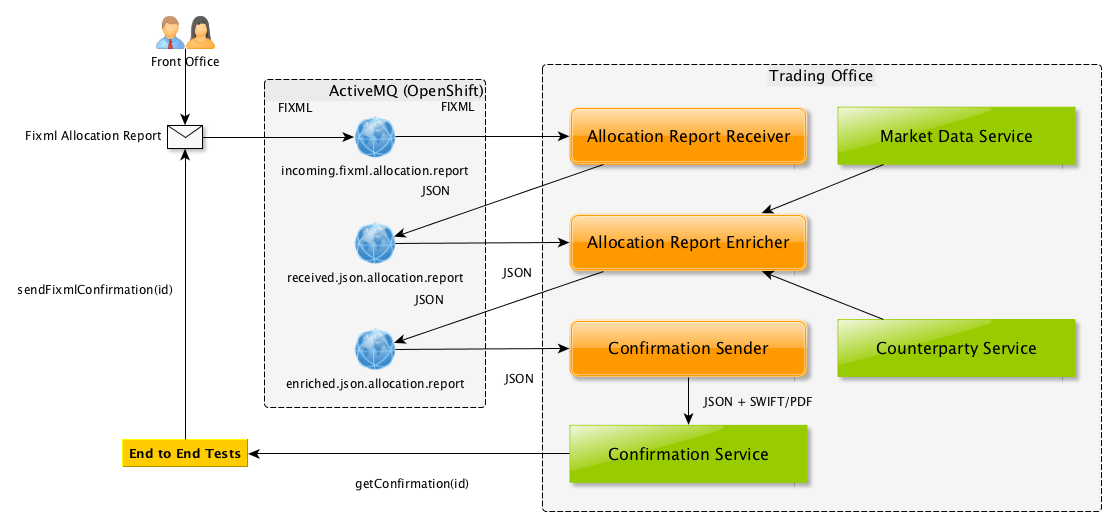 Front Office
Trading Office
ActiveMQ (OpenShift)
FIXML
FIXML
Fixml Allocation Report
Allocation Report Receiver
Market Data Service
incoming.fixml.allocation.report
JSON
Allocation Report Enricher
received.json.allocation.report
JSON
sendFixmlConfirmation(id)
JSON
Confirmation Sender
Counterparty Service
enriched.json.allocation.report
JSON
JSON + SWIFT/PDF
End to End Tests
Confirmation Service
getConfirmation(id)